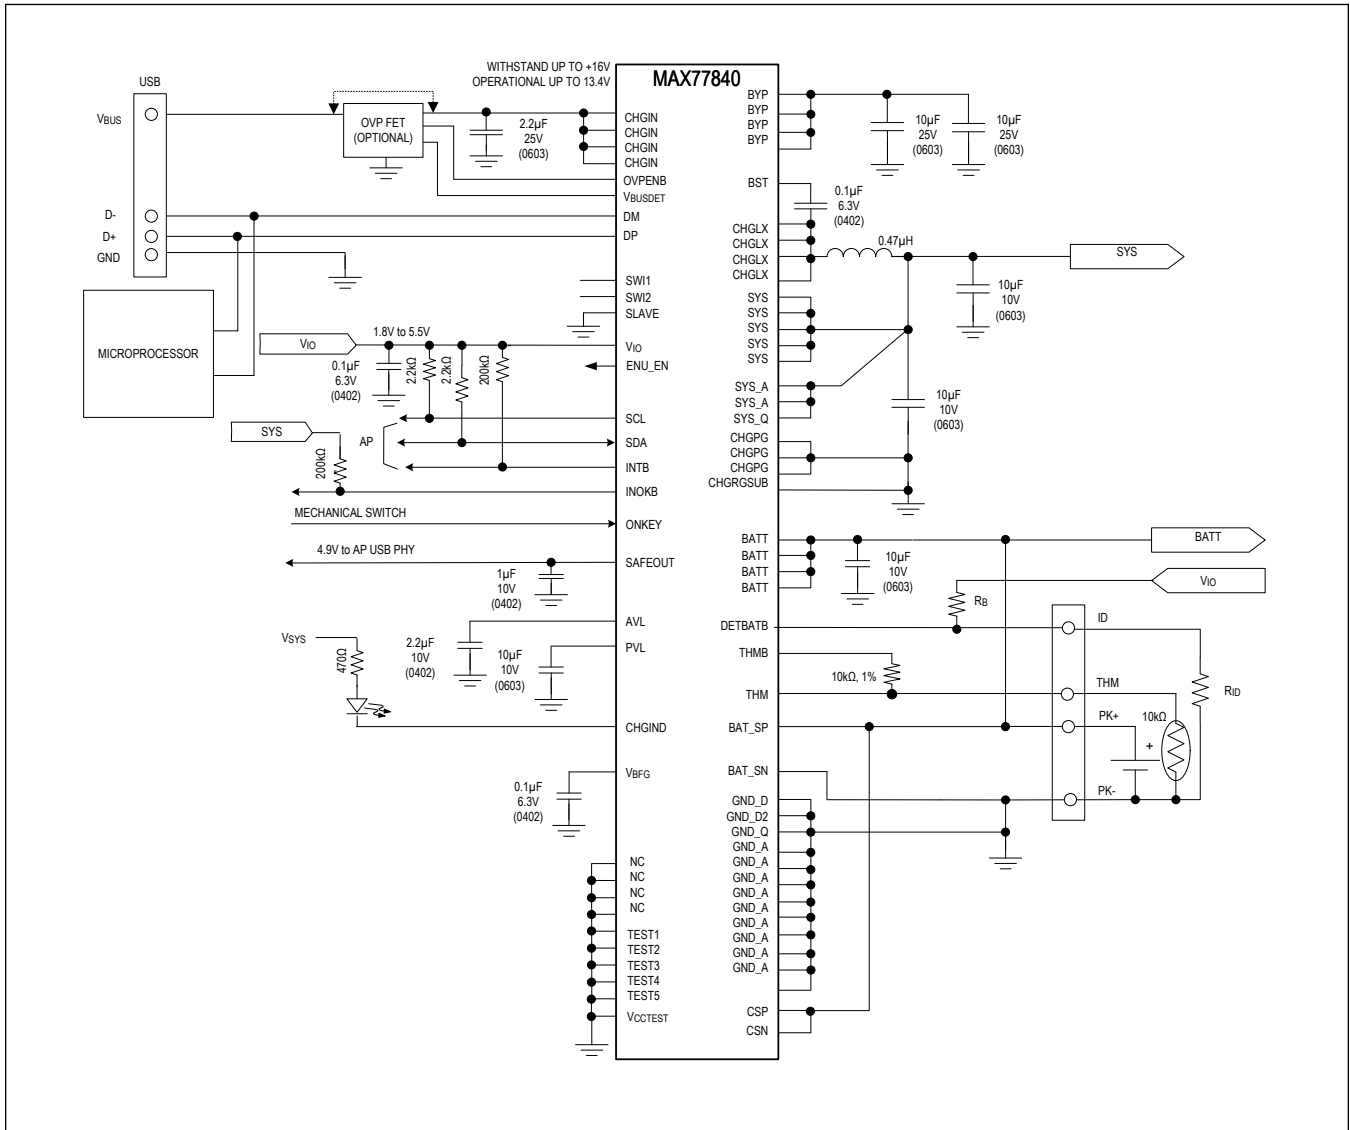 WITHSTAND UP TO +16V
OPERATIONAL UP TO 13.4V
MAX77840
USB
VBUS
D-
D+
GND
OVP FET
(OPTIONAL)
2.2µF
25V
(0603)
CHGIN
CHGIN
CHGIN
CHGIN
OVPENB
VBUSDET
DM
DP
SWI1
SWI2
SLAVE
MICROPROCESSOR
VIO
1.8V to 5.5V
0.1µF
6.3V
(0402)
2.2kΩ
2.2kΩ
200kΩ
VIO
ENU_EN
SCL
SDA
INTB
INOKB
AP
SYS
200kΩ
MECHANICAL SWITCH
ONKEY
4.9V to AP USB PHY
SAFEOUT
1µF
10V
(0402)
AVL
PVL
2.2µF
10V
(0402)
10µF
10V
(0603)
VSYS
470Ω
CHGIND
VBFG
0.1µF
6.3V
(0402)
NC
NC
NC
NC
TEST1
TEST2
TEST3
TEST4
TEST5
VCCTEST
BYP
BYP
BYP
BYP
10µF
25V
(0603)
10µF
25V
(0603)
BST
0.1µF
6.3V
(0402)
CHGLX
CHGLX
CHGLX
CHGLX
0.47µH
SYS
10µF
10V
(0603)
SYS
SYS
SYS
SYS
SYS
SYS_A
SYS_A
SYS_Q
10µF
10V
(0603)
CHGPG
CHGPG
CHGPG
CHGRGSUB
BATT
BATT
BATT
BATT
10µF
10V
(0603)
BATT
VIO
RB
DETBATB
ID
THMB
10kΩ, 1%
THM
THM
RID
BAT_SP
PK+
10kΩ
+
BAT_SN
PK-
GND_D
GND_D2
GND_Q
GND_A
GND_A
GND_A
GND_A
GND_A
GND_A
GND_A
GND_A
CSP
CSN